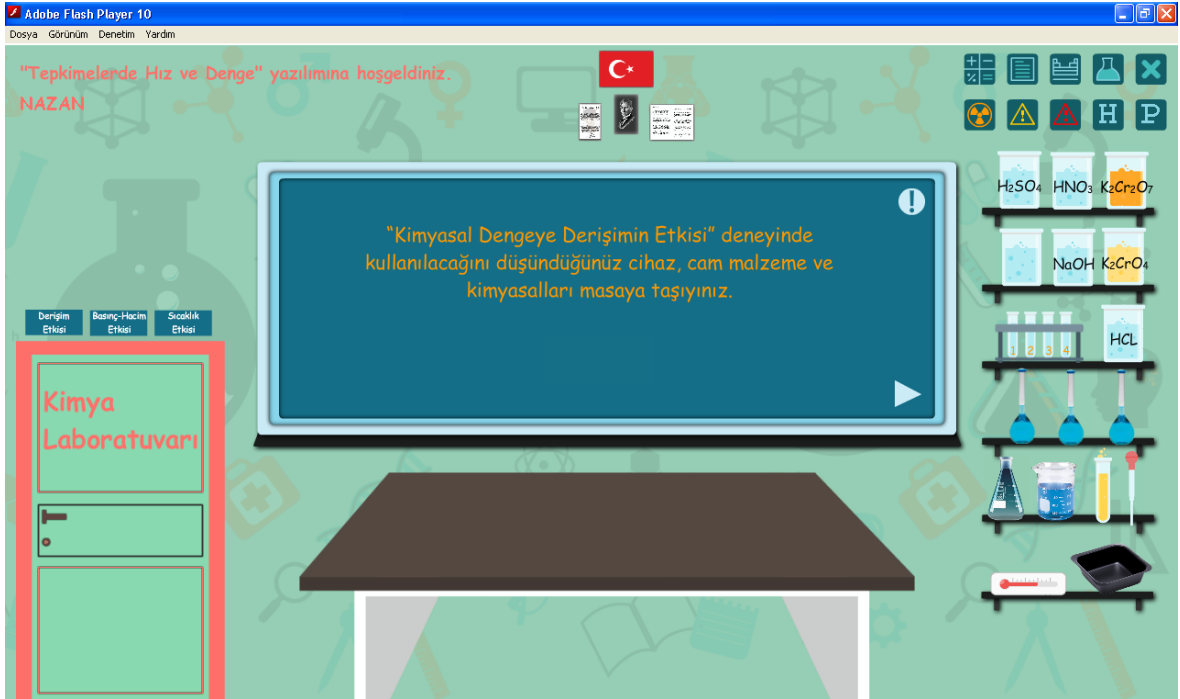 Adobe Flash Player 10
Dosya Görünüm Denetim Yardım
"Tepkimelerde Hız ve Denge" yazılımına hoşgeldiniz.
NAZAN
H
P
H₂SO₄ HNO₃ K₂Cr₂O₇
"Kimyasal Dengeye Derişimin Etkisi" deneyinde
kullanılacağını düşündüğünüz cihaz, cam malzeme ve
kimyasalları masaya taşıyınız.
NaOH K₂CrO₄
Derişim Etkisi
Basınç-Hacim Etkisi
Sıcaklık Etkisi
1 2 3 4
HCL
Kimya
Laboratuvarı